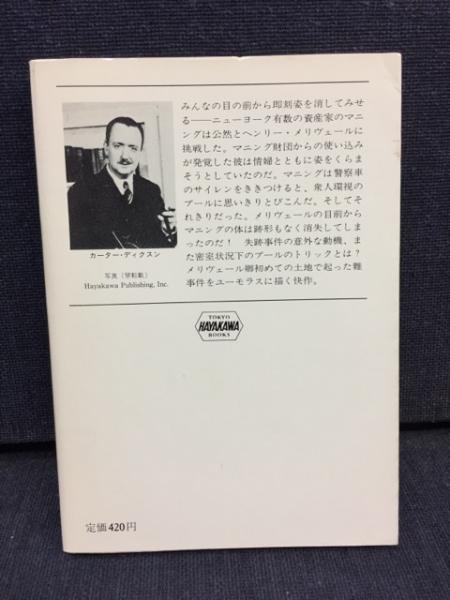 みんなの目の前から即刻姿を消してみせ
る――ニューヨーク有数の資産家のマニ
ングは公然とヘンリー・メリヴェールに
挑戦した。マニング財団からの使い込み
が発覚した彼は情婦とともに姿をくらま
そうとしていたのだ。マニングは警察車
のサイレンをききつけると、衆人環視の
プールに思いきりとびこんだ。そしてそ
れきりだった。メリヴェールの目前から
マニングの体は跡形もなく消失してしま
ったのだ！ 失跡事件の意外な動機、ま
た密室状況下のプールのトリックとは？
メリヴェール卿初めての土地で起った難
事件をユーモラスに描く快作。
カーター・ディクスン
写真〔禁転載〕
Hayakawa Publishing, Inc.
TOKYO
HAYAKAWA
BOOKS
定価420円